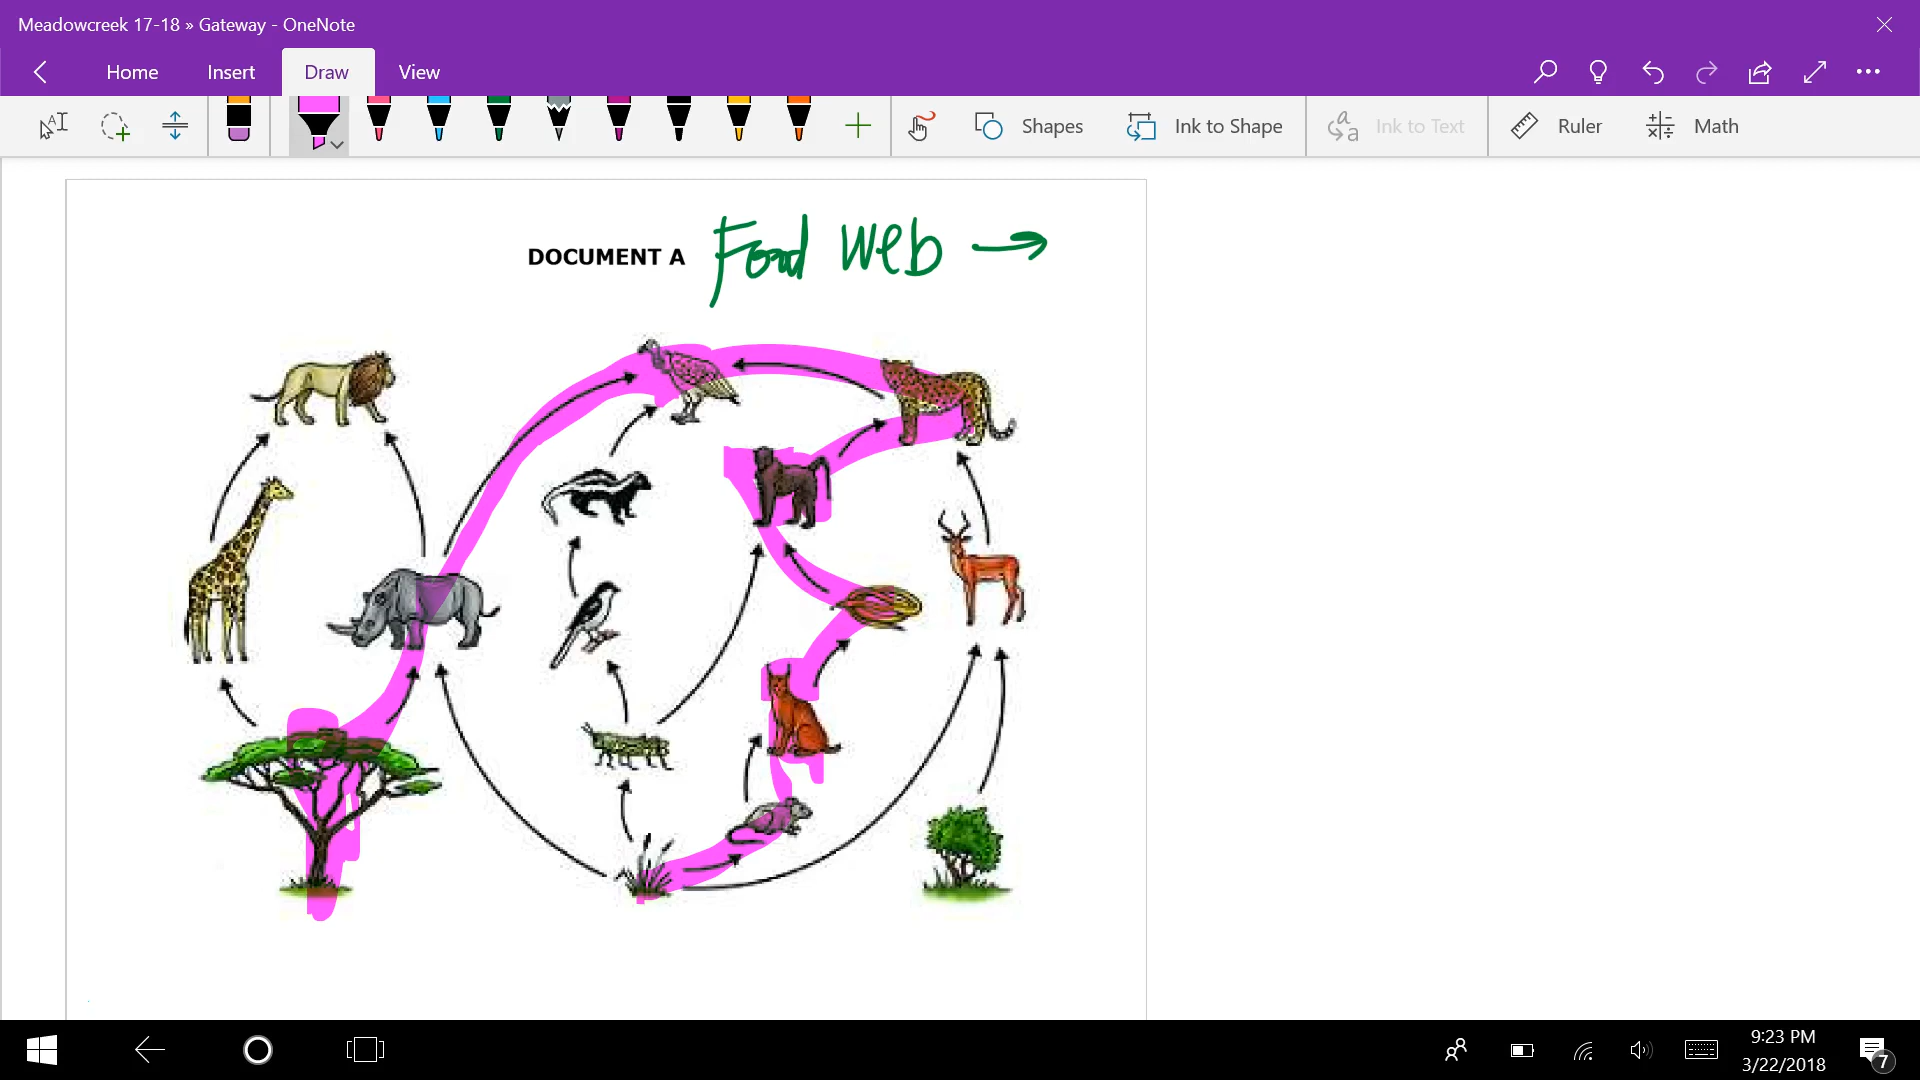 Meadowcreek 17-18 » Gateway - OneNote
Home Insert Draw View
Shapes Ink to Shape Ink to Text Ruler Math
DOCUMENT A Food Web →
9:23 PM
3/22/2018
7